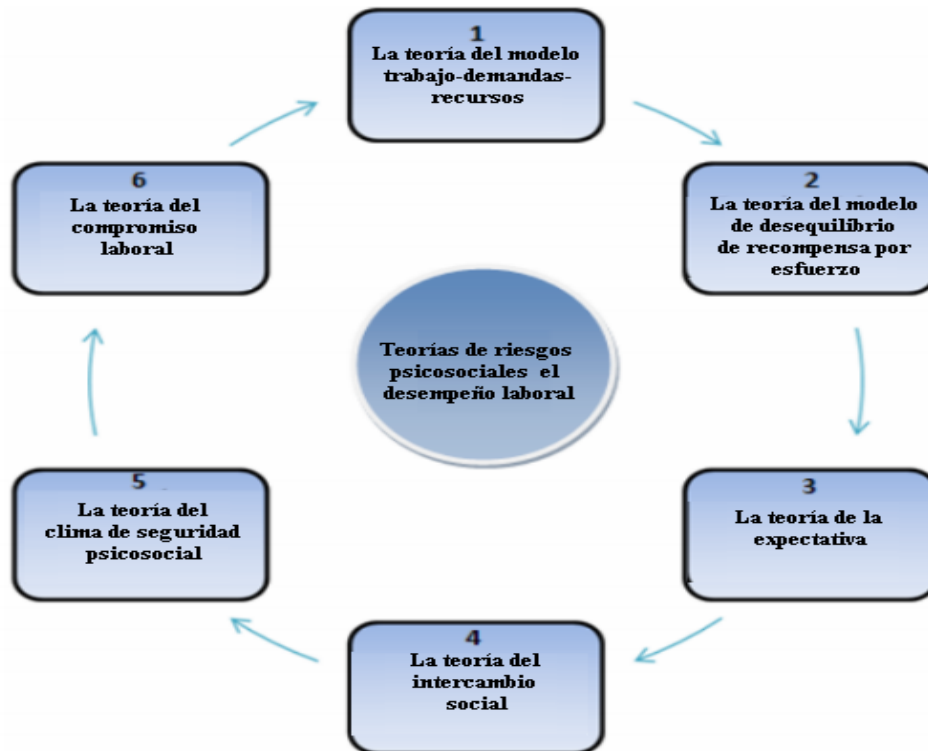 1
La teoría del modelo
trabajo-demandas-
recursos
2
La teoría del modelo
de desequilibrio
de recompensa por
esfuerzo
3
La teoría de la
expectativa
4
La teoría del
intercambio
social
5
La teoría del
clima de seguridad
psicosocial
6
La teoría del
compromiso
laboral
Teorías de riesgos
psicosociales el
desempeño laboral